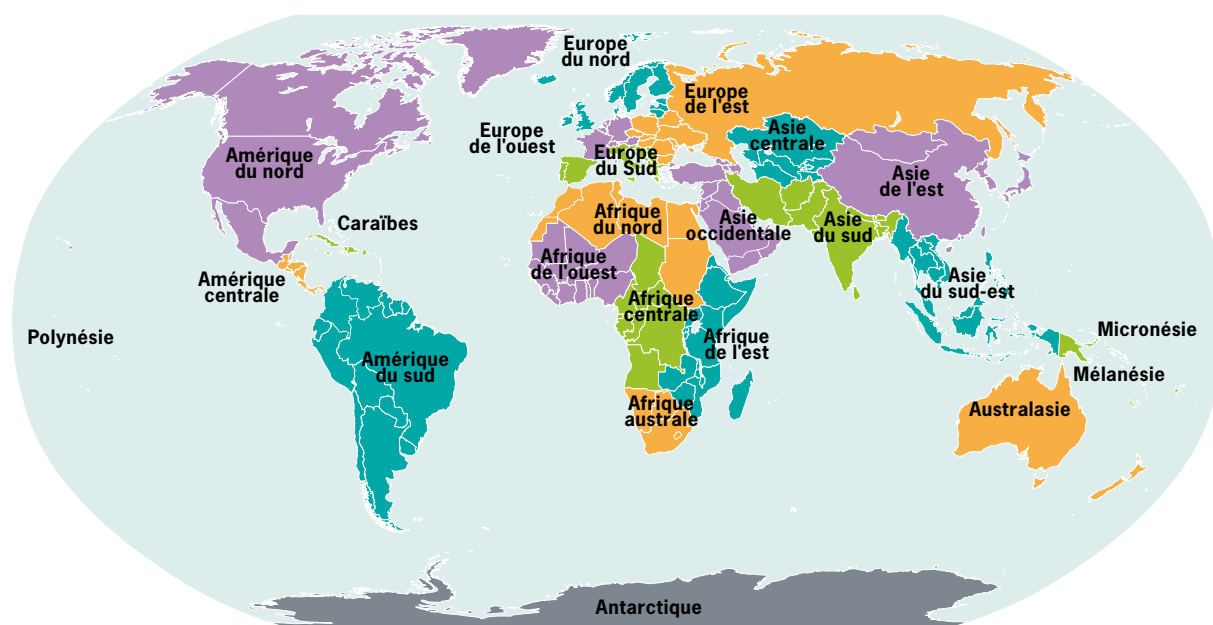 Europe
du nord
Europe
de l'est
Europe
de l'ouest
Asie
centrale
Amérique
du nord
Europe
du Sud
Asie
de l'est
Caraïbes
Afrique
du nord
Asie
occidentale
Asie
du sud
Afrique
de l'ouest
Amérique
centrale
Asie
du sud-est
Afrique
centrale
Polynésie
Micronésie
Afrique
de l'est
Amérique
du sud
Mélanésie
Afrique
australe
Australasie
Antarctique